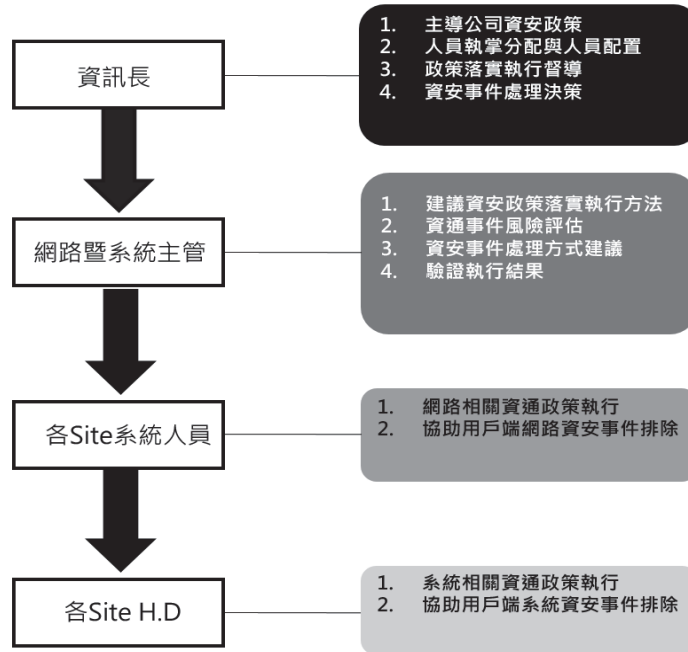 資訊長
1. 主導公司資安政策
2. 人員執掌分配與人員配置
3. 政策落實執行督導
4. 資安事件處理決策
網路暨系統主管
1. 建議資安政策落實執行方法
2. 資通事件風險評估
3. 資安事件處理方式建議
4. 驗證執行結果
各Site系統人員
1. 網路相關資通政策執行
2. 協助用戶端網路資安事件排除
各Site H.D
1. 系統相關資通政策執行
2. 協助用戶端系統資安事件排除